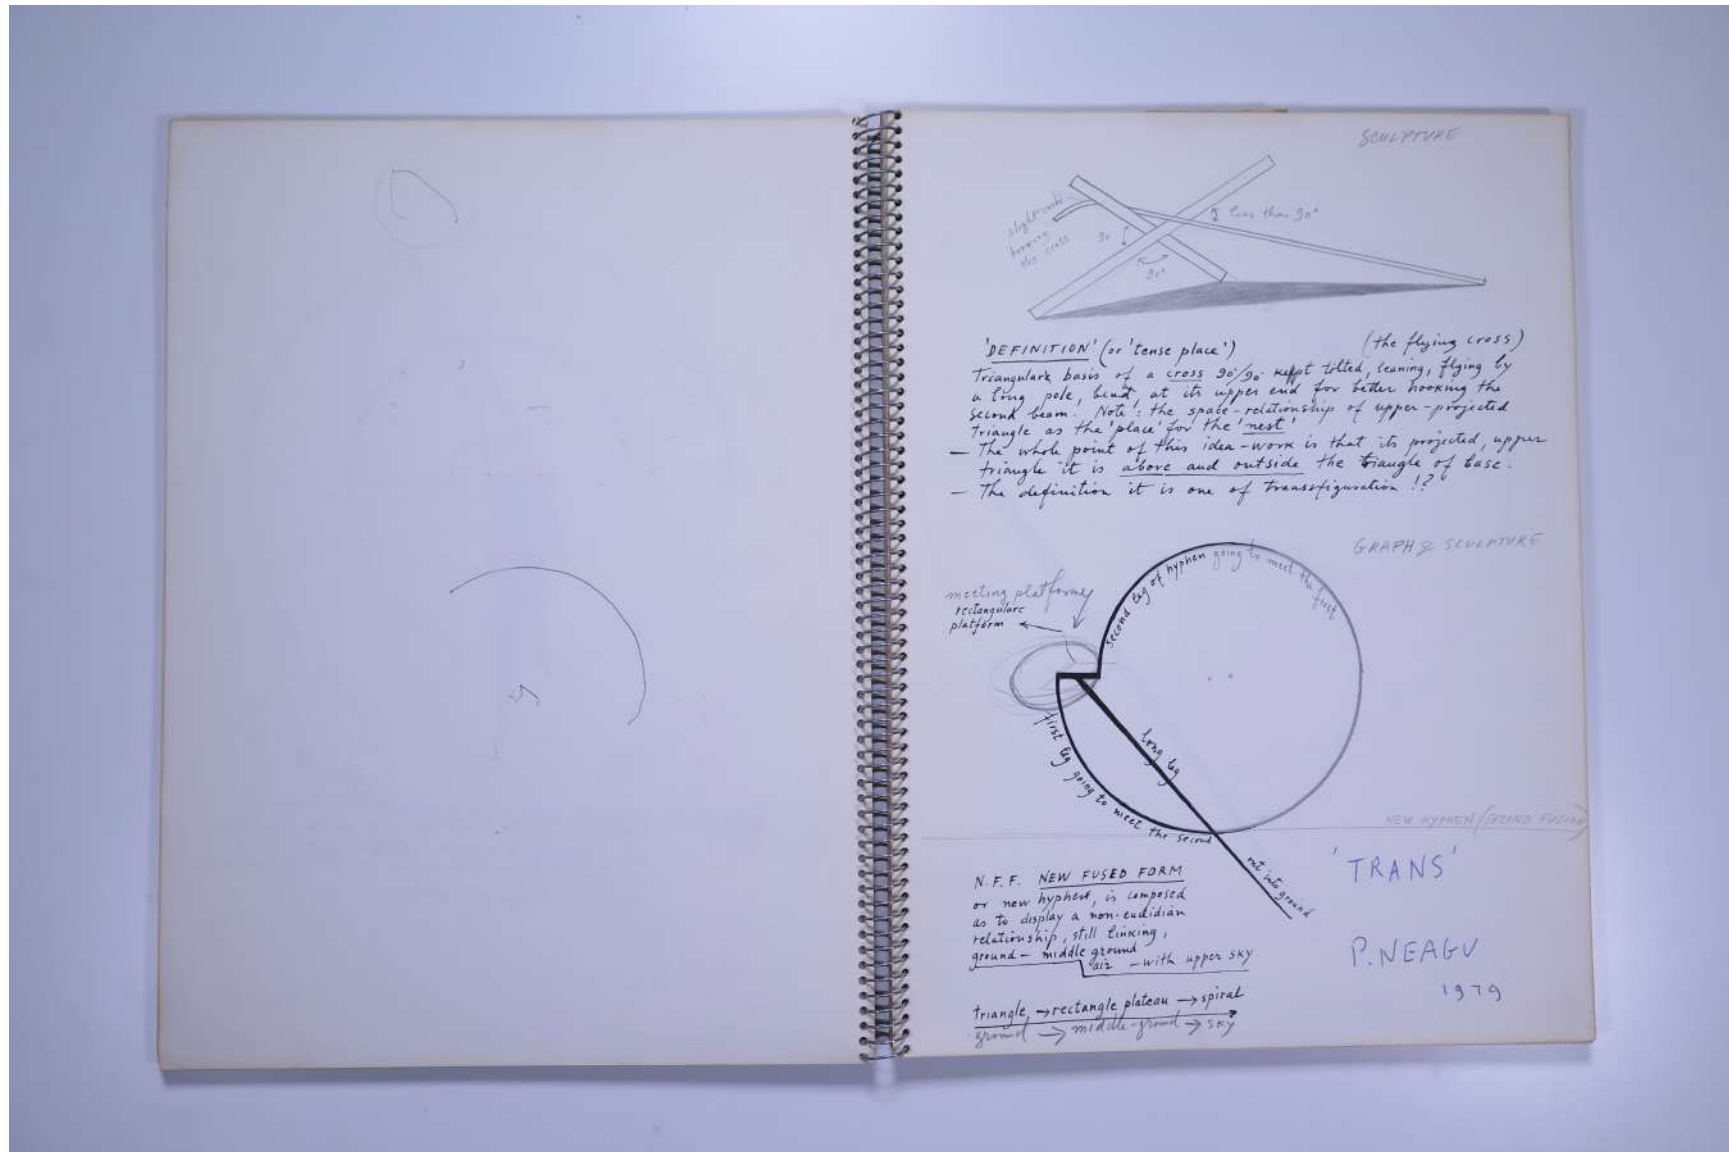 SCULPTURE
slight curve
hooking
the cross
less than 90°
90
90°
'DEFINITION' (or 'tense place') (the flying cross)
Triangulare basis of a cross 90°/90° kept tilted, leaning, flying by
a long pole, bent, at its upper end for better hooking the
second beam. Note: the space-relationship of upper-projected
triangle as the 'place' for the 'nest'
— The whole point of this idea-work is that its projected, upper
triangle it is above and outside the triangle of base.
— The definition it is one of transfiguration !?
GRAPH & SCULPTURE
meeting platform
rectangulare
platform
second leg of hyphen going to meet the first
long leg
first leg going to meet the second
out into ground
NEW HYPHEN (SECOND FUSION)
'TRANS'
N.F.F. NEW FUSED FORM
or new hyphen, is composed
as to display a non-euclidian
relationship, still linking,
ground – middle ground
air – with upper sky
P. NEAGU
1979
triangle → rectangle plateau → spiral
ground → middle-ground → sky